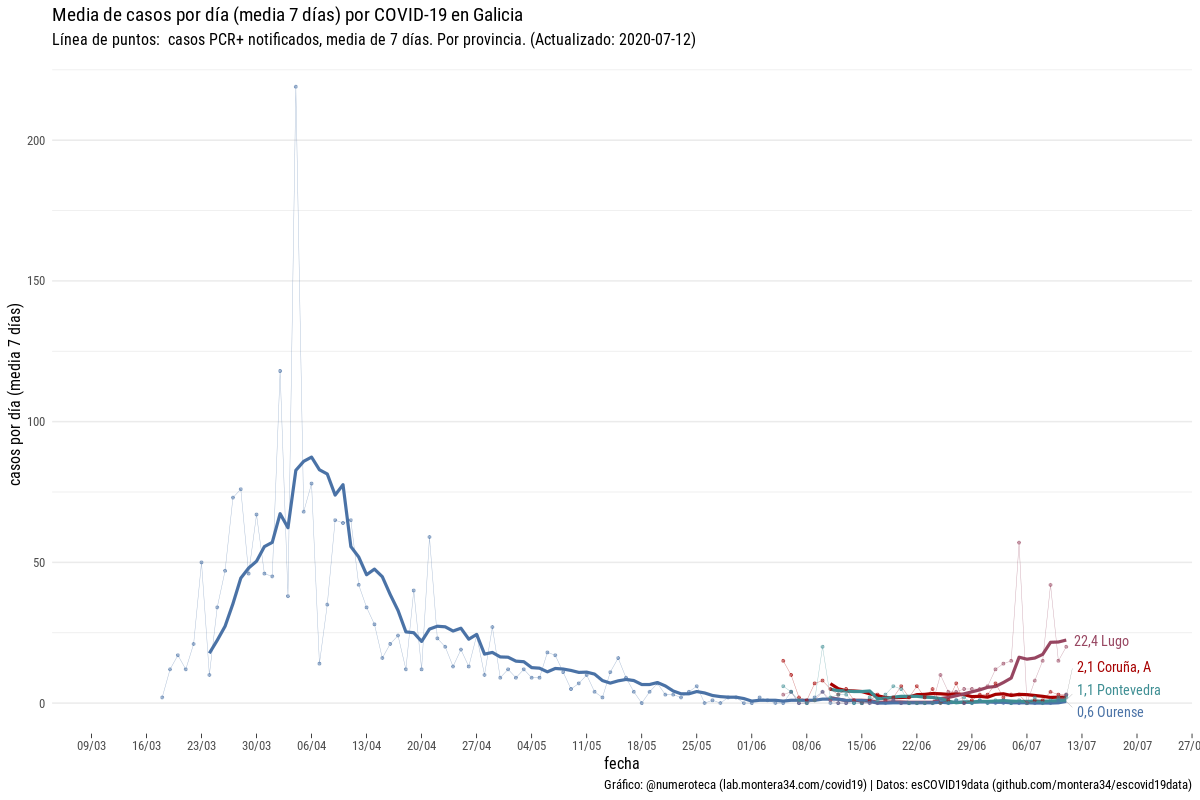 Media de casos por día (media 7 días) por COVID-19 en Galicia
Línea de puntos:  casos PCR+ notificados, media de 7 días. Por provincia. (Actualizado: 2020-07-12)
casos por día (media 7 días)
200
150
100
50
0
22,4 Lugo
2,1 Coruña, A
1,1 Pontevedra
0,6 Ourense
09/03 16/03 23/03 30/03 06/04 13/04 20/04 27/04 04/05 11/05 18/05 25/05 01/06 08/06 15/06 22/06 29/06 06/07 13/07 20/07 27/0
fecha
Gráfico: @numeroteca (lab.montera34.com/covid19) | Datos: esCOVID19data (github.com/montera34/escovid19data)